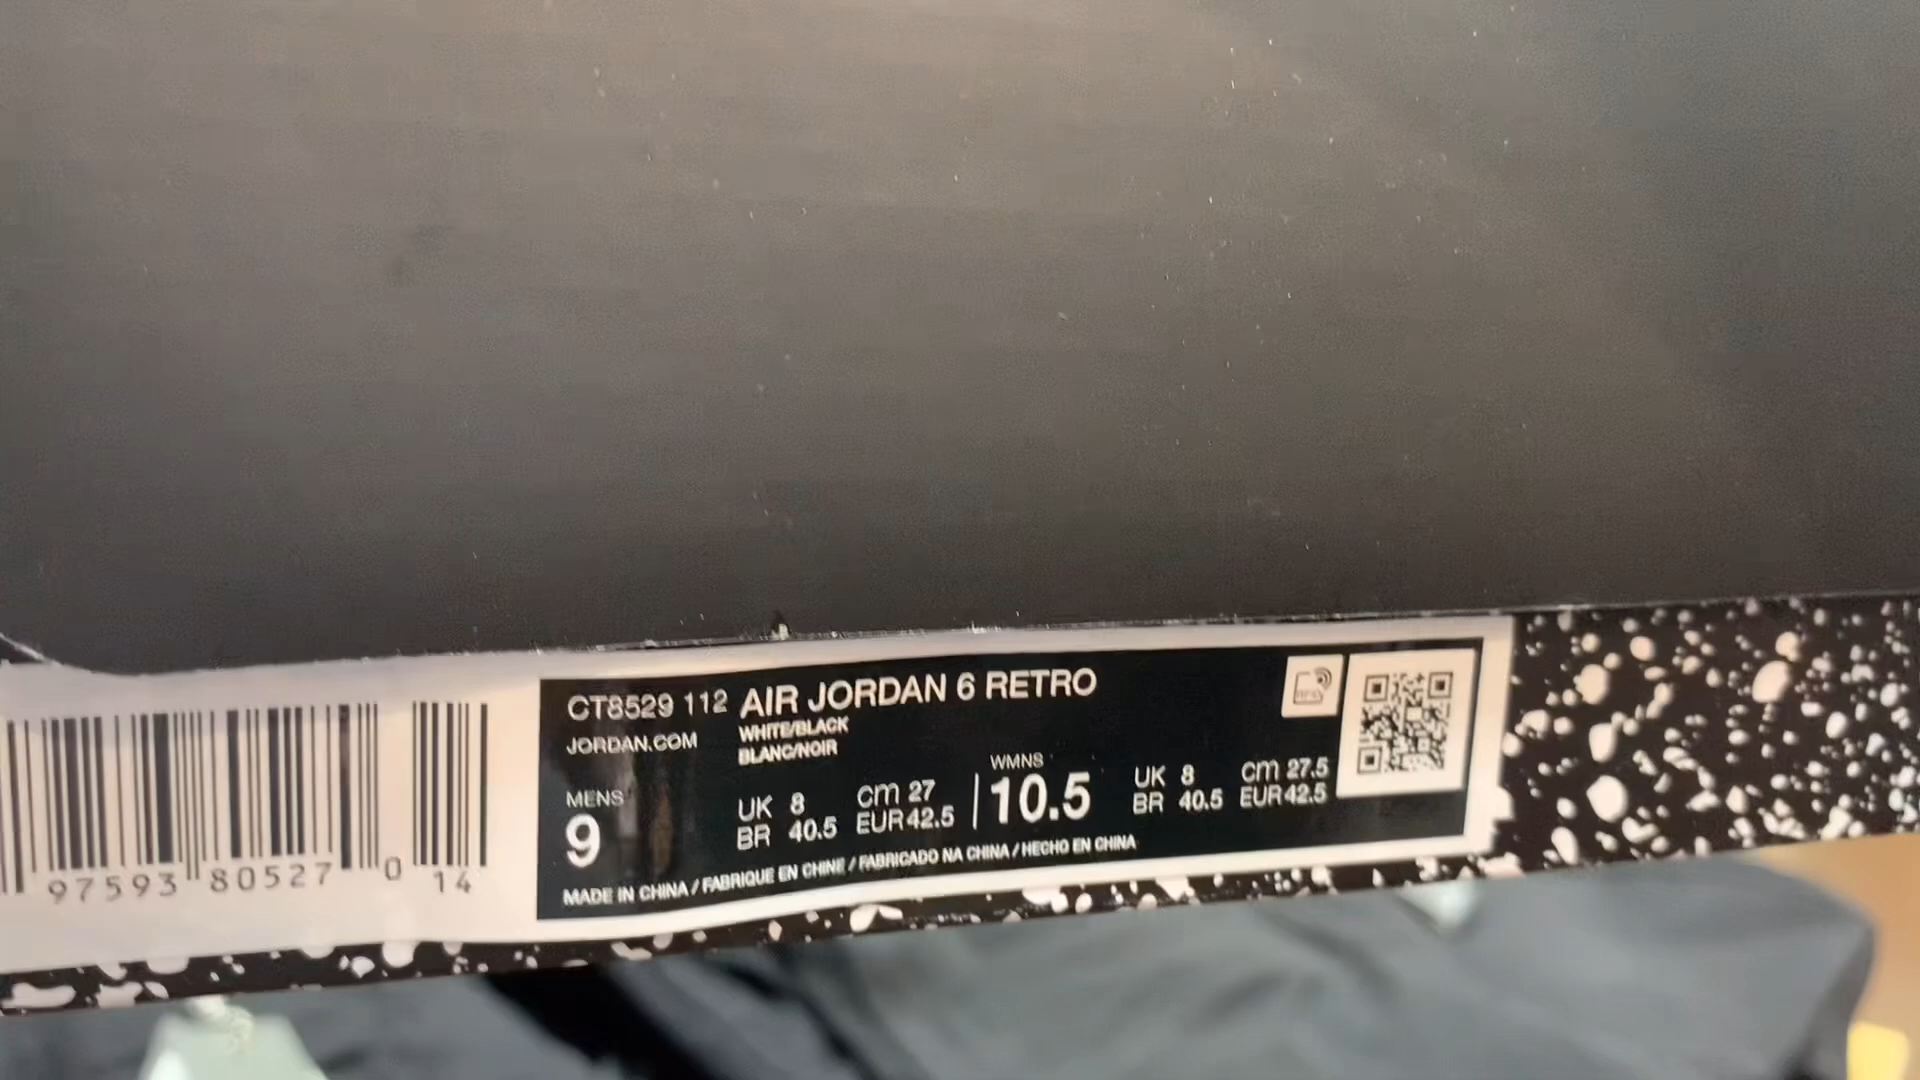 CT8529 112 AIR JORDAN 6 RETRO
WHITE/BLACK
JORDAN.COM
BLANC/NOIR
MENS
9
UK 8 cm 27
BR 40.5 EUR 42.5
WMNS
10.5
UK 8 cm 27.5
BR 40.5 EUR 42.5
MADE IN CHINA / FABRIQUE EN CHINE / FABRICADO NA CHINA / HECHO EN CHINA
97593 80527 0 14
RFID